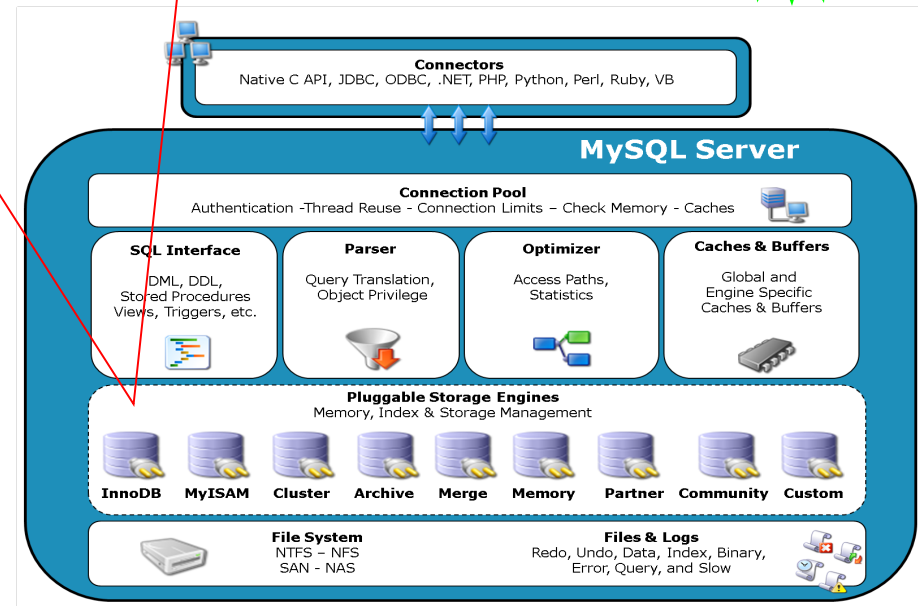 Connectors
Native C API, JDBC, ODBC, .NET, PHP, Python, Perl, Ruby, VB
MySQL Server
Connection Pool
Authentication -Thread Reuse - Connection Limits – Check Memory - Caches
SQL Interface
DML, DDL,
Stored Procedures
Views, Triggers, etc.
Parser
Query Translation,
Object Privilege
Optimizer
Access Paths,
Statistics
Caches & Buffers
Global and
Engine Specific
Caches & Buffers
Pluggable Storage Engines
Memory, Index & Storage Management
InnoDB
MyISAM
Cluster
Archive
Merge
Memory
Partner
Community
Custom
File System
NTFS – NFS
SAN - NAS
Files & Logs
Redo, Undo, Data, Index, Binary,
Error, Query, and Slow